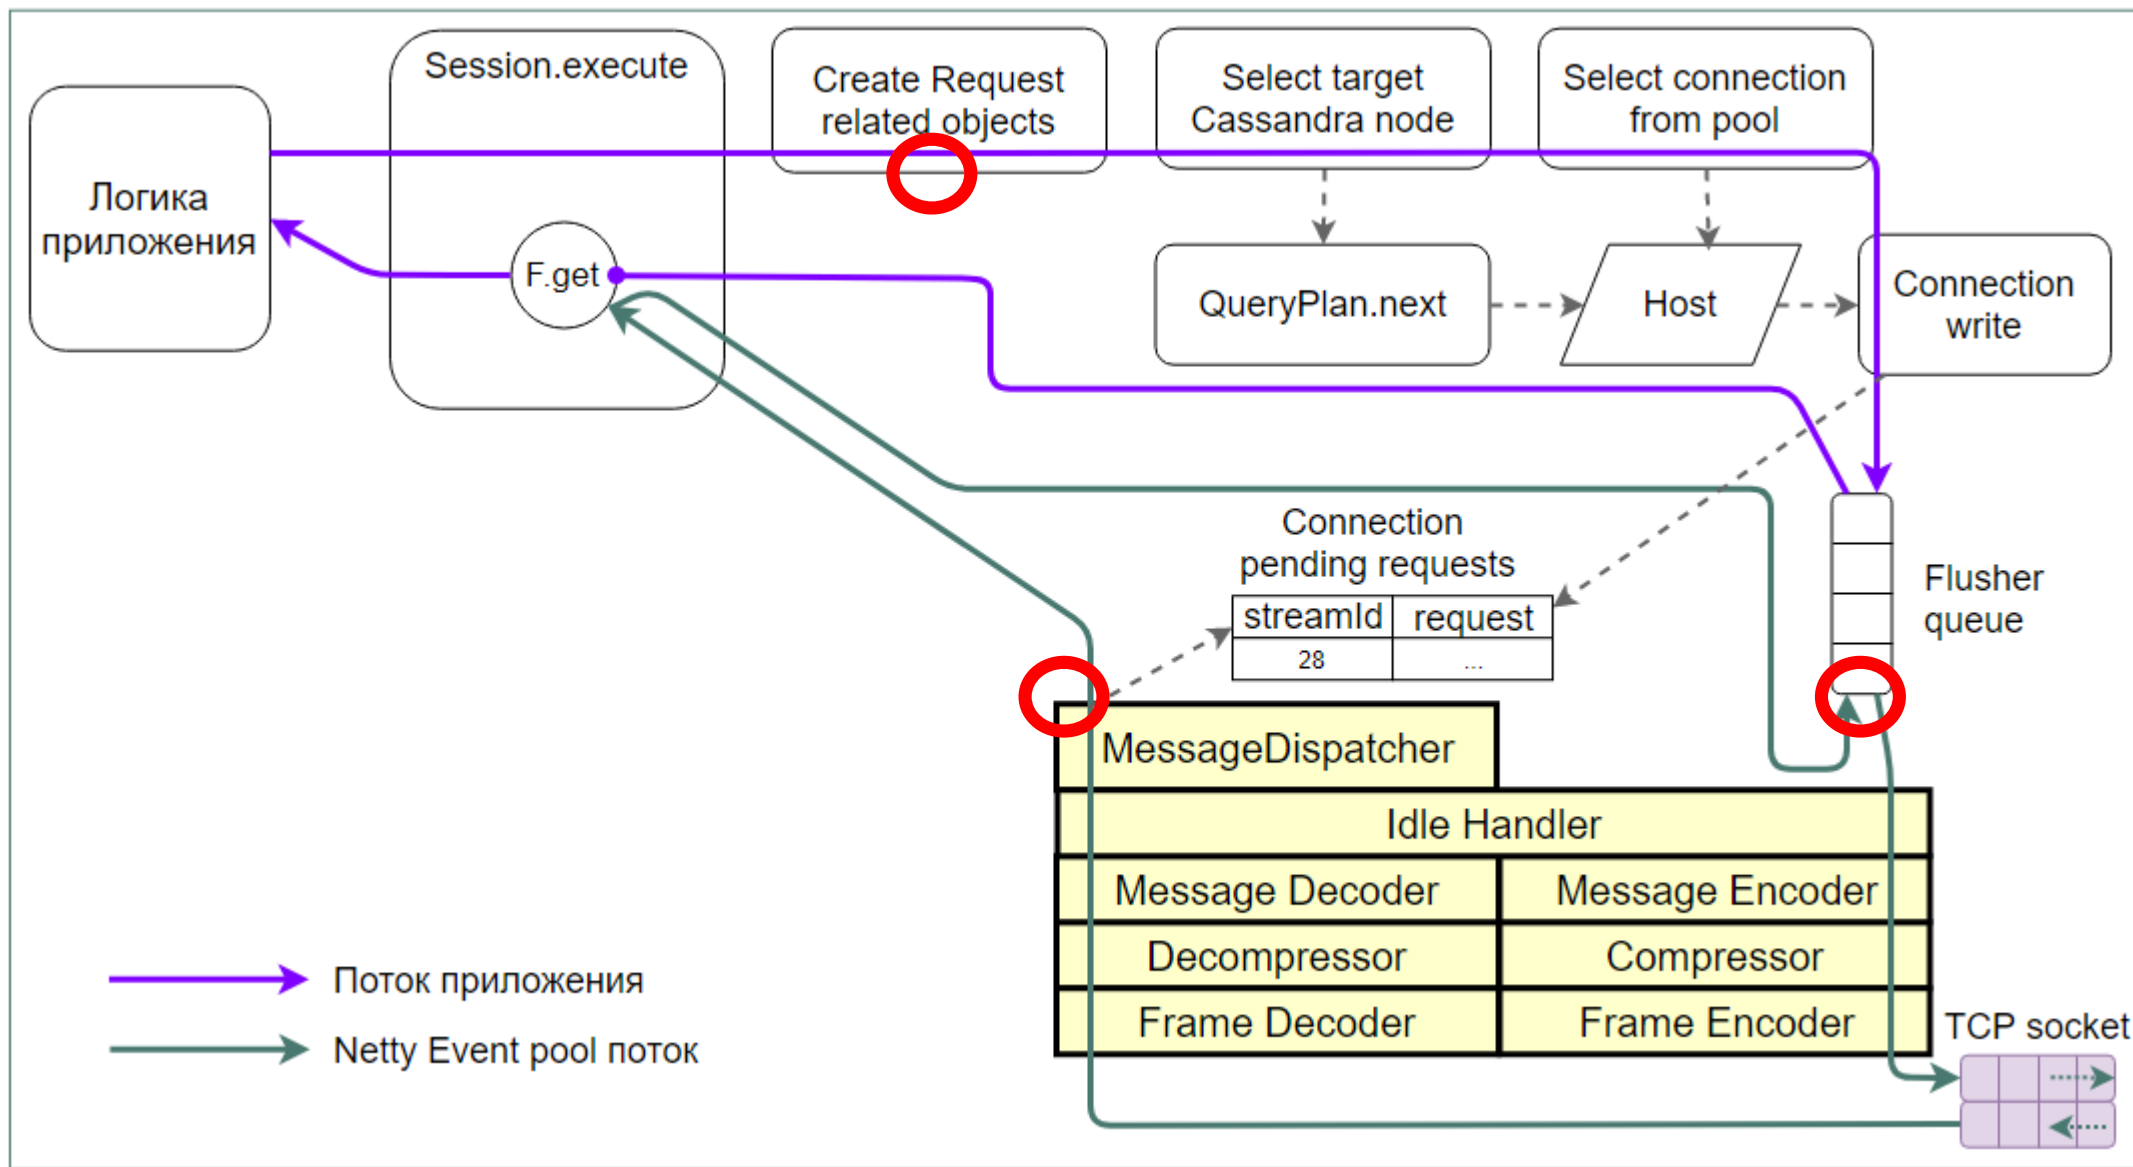 Session.execute
Create Request
related objects
Select target
Cassandra node
Select connection
from pool
Логика
приложения
F.get
QueryPlan.next
Host
Connection
write
Connection
pending requests
streamId
request
28
...
Flusher
queue
MessageDispatcher
Idle Handler
Message Decoder
Message Encoder
Decompressor
Compressor
Frame Decoder
Frame Encoder
Поток приложения
Netty Event pool поток
TCP socket